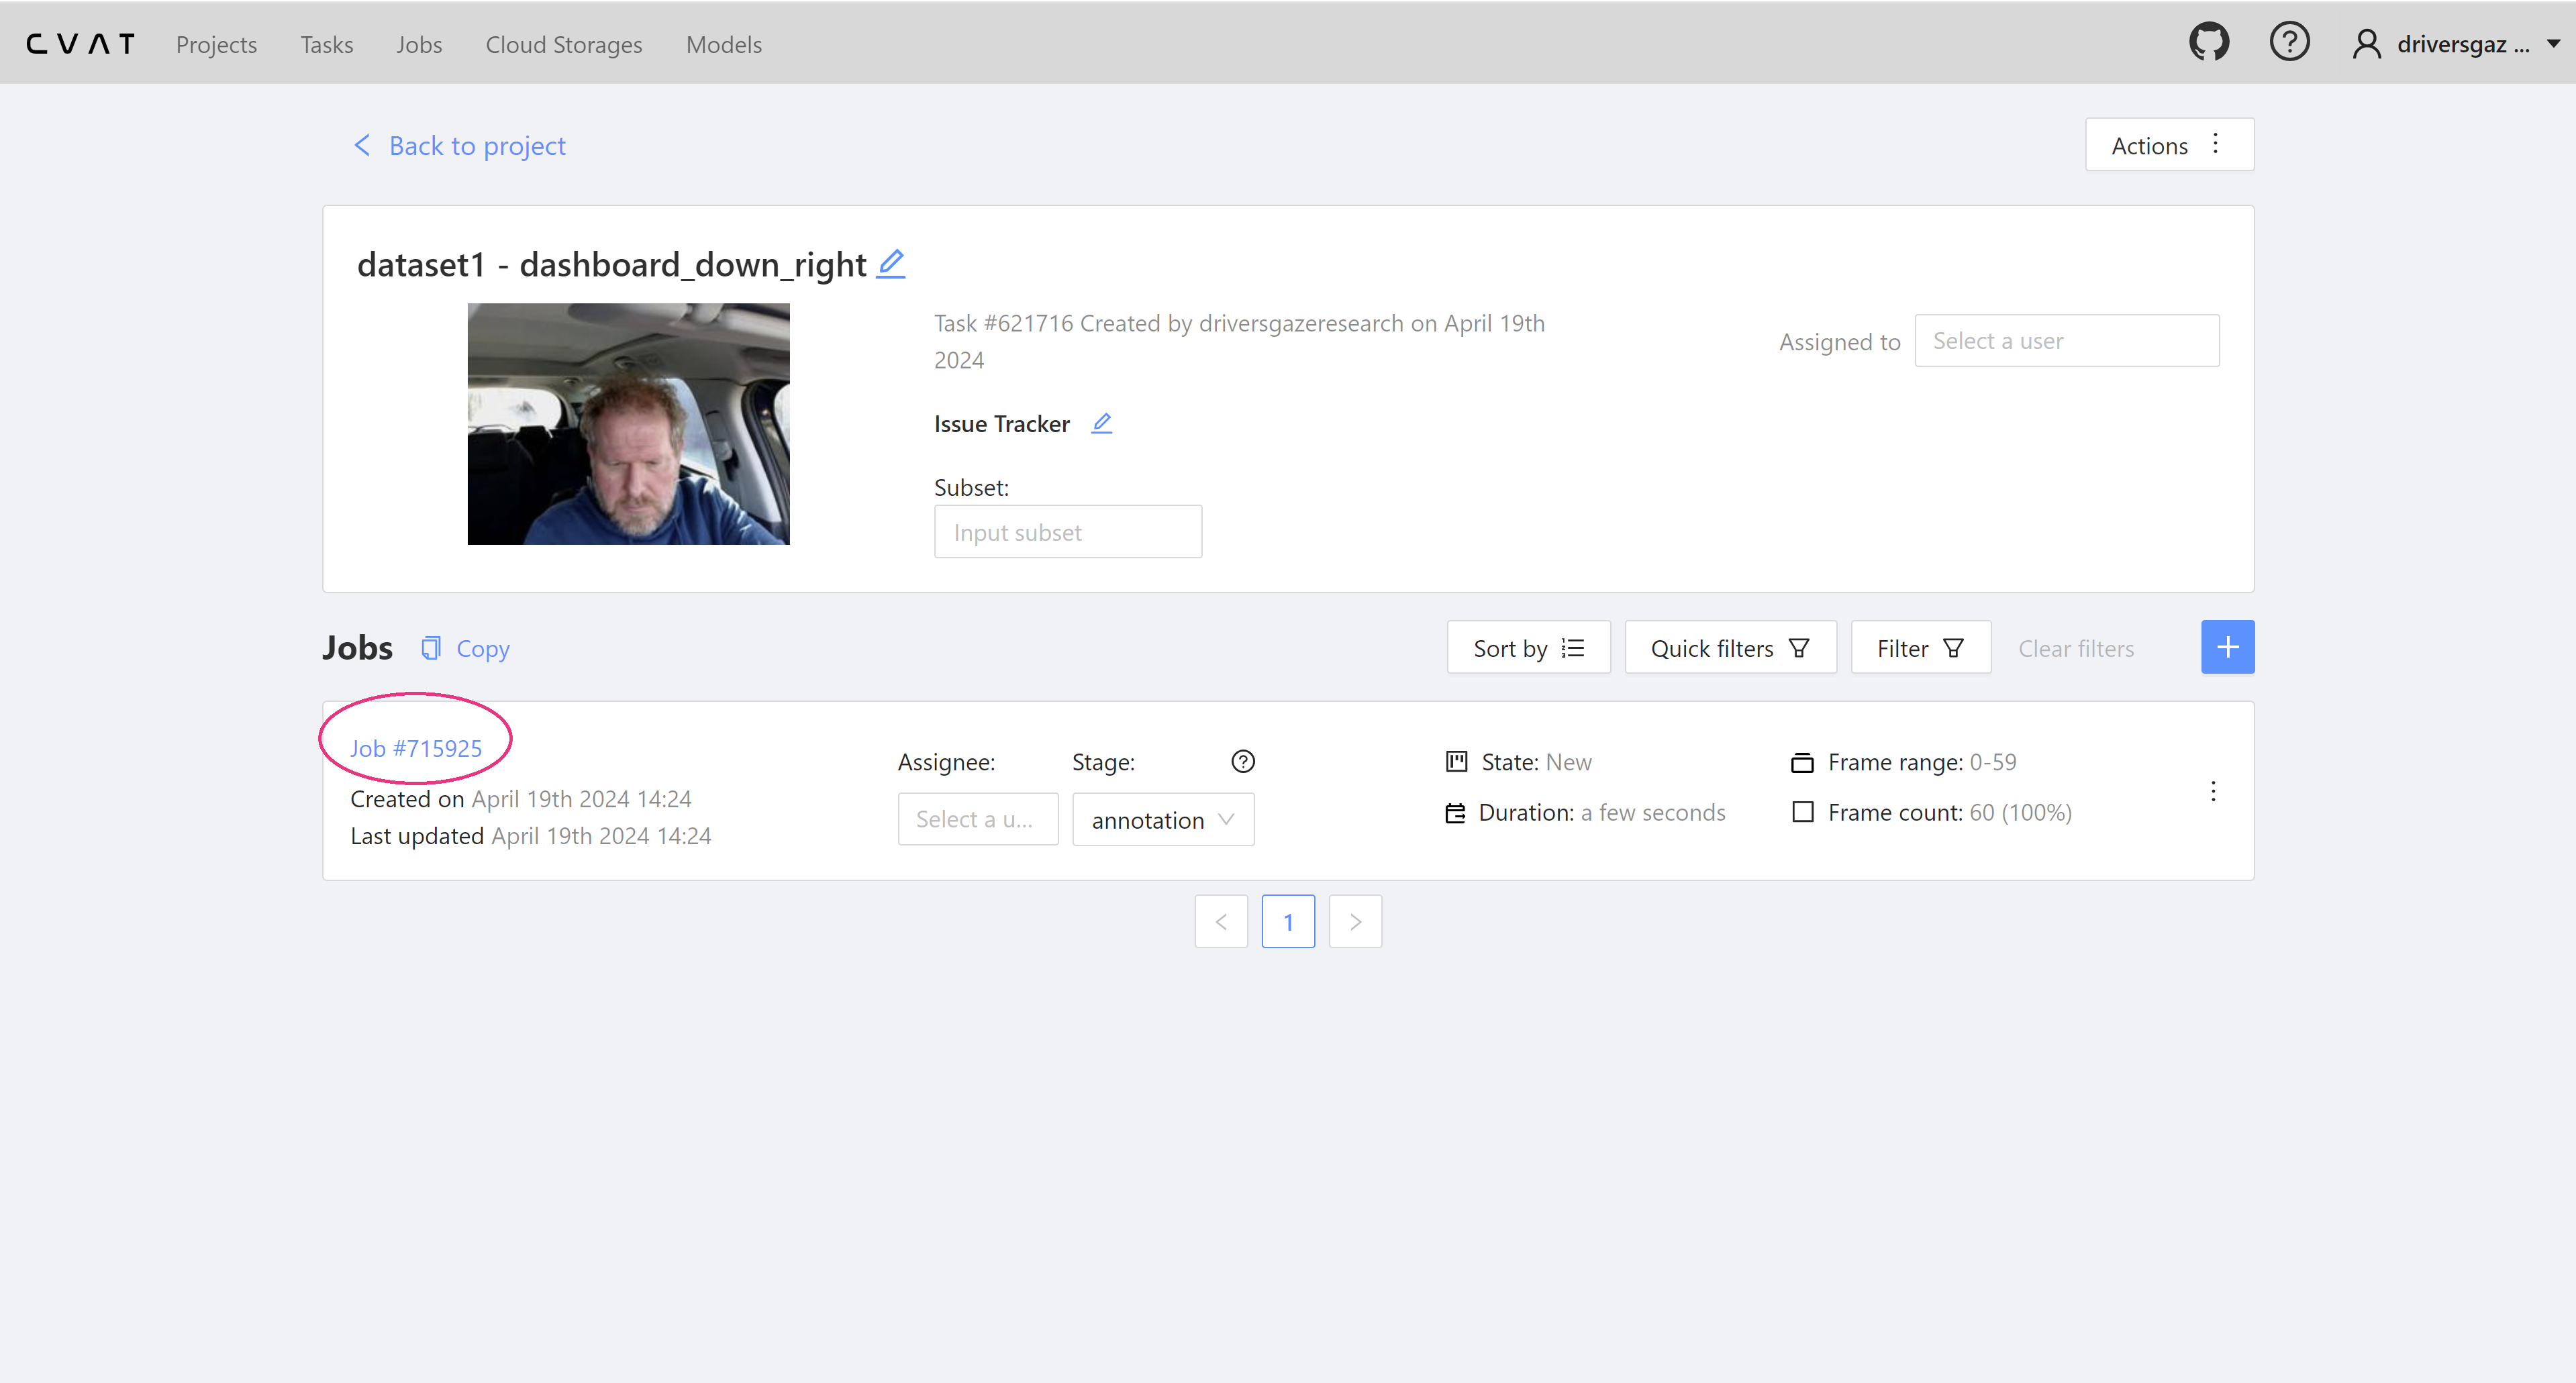 CVAT Projects Tasks Jobs Cloud Storages Models driversgaz ...
Back to project
Actions
dataset1 - dashboard_down_right
Task #621716 Created by driversgazeresearch on April 19th
2024
Assigned to Select a user
Issue Tracker
Subset:
Input subset
Jobs Copy Sort by Quick filters Filter Clear filters +
Job #715925
Created on April 19th 2024 14:24
Last updated April 19th 2024 14:24
Assignee:
Select a u...
Stage:
annotation
State: New
Duration: a few seconds
Frame range: 0-59
Frame count: 60 (100%)
< 1 >